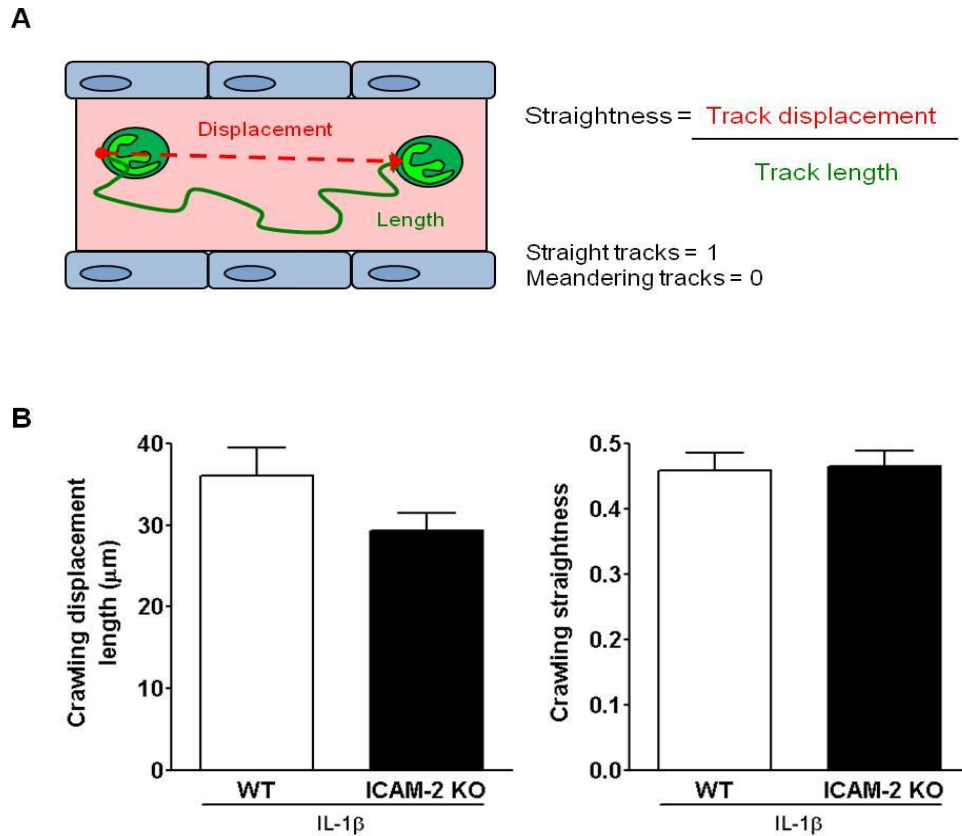 A
Displacement
Length
Straightness = Track displacement
Track length
Straight tracks = 1
Meandering tracks = 0
B
Crawling displacement
length (μm)
40
30
20
10
0
WT
ICAM-2 KO
IL-1β
Crawling straightness
0.5
0.4
0.3
0.2
0.1
0.0
WT
ICAM-2 KO
IL-1β